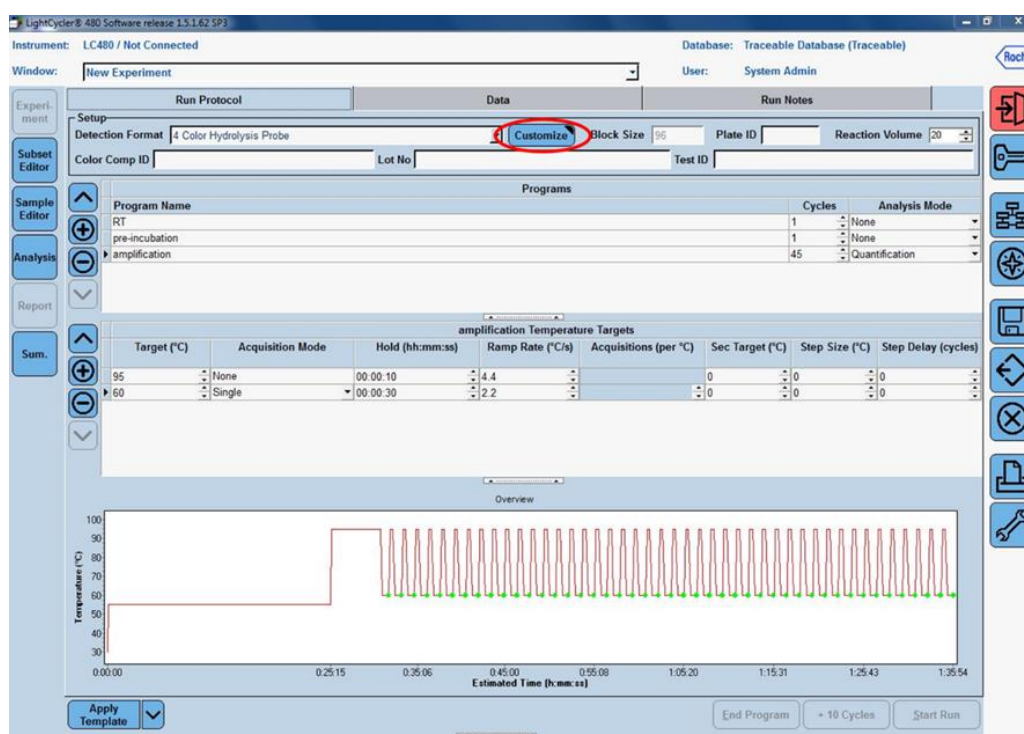 LightCycler® 480 Software release 1.5.1.62 SP3
Instrument: LC480 / Not Connected Database: Traceable Database (Traceable)
Window: New Experiment User: System Admin
Experi-
ment
Subset
Editor
Sample
Editor
Analysis
Report
Sum.
Run Protocol Data Run Notes
Setup
Detection Format 4 Color Hydrolysis Probe Customize Block Size 96 Plate ID Reaction Volume 20
Color Comp ID Lot No Test ID
Programs
Program Name Cycles Analysis Mode
RT 1 None
pre-incubation 1 None
amplification 45 Quantification
amplification Temperature Targets
Target (°C) Acquisition Mode Hold (hh:mm:ss) Ramp Rate (°C/s) Acquisitions (per °C) Sec Target (°C) Step Size (°C) Step Delay (cycles)
95 None 00:00:10 4.4 0 0 0
60 Single 00:00:30 2.2 0 0 0
Overview
Temperature (°C)
100
90
80
70
60
50
40
30
0:00:00 0:25:15 0:35:06 0:45:00 0:55:08 1:05:20 1:15:31 1:25:43 1:35:54
Estimated Time (h:mm:ss)
Apply
Template
End Program + 10 Cycles Start Run